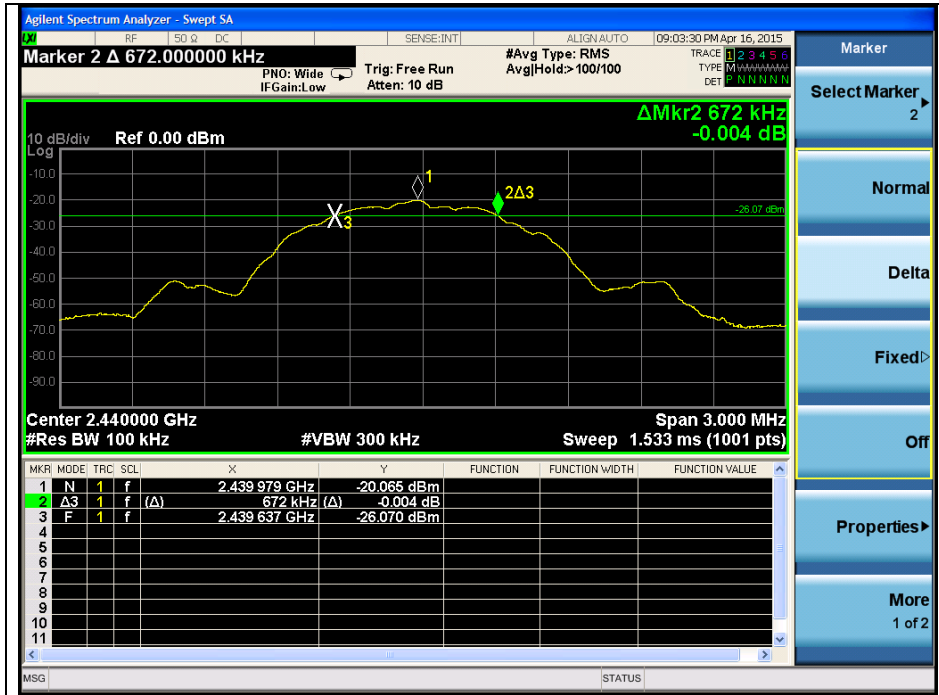 Agilent Spectrum Analyzer - Swept SA
LXI RF 50 Ω DC SENSE:INT ALIGN AUTO 09:03:30 PM Apr 16, 2015
Marker 2 Δ 672.000000 kHz
PNO: Wide
IFGain:Low
Trig: Free Run
Atten: 10 dB
#Avg Type: RMS
Avg|Hold:>100/100
TRACE 1 2 3 4 5 6
TYPE M W W W W W
DET P N N N N N
ΔMkr2 672 kHz
-0.004 dB
10 dB/div Ref 0.00 dBm
Log
-10.0
-20.0
-30.0
-40.0
-50.0
-60.0
-70.0
-80.0
-90.0
1
2Δ3
3
-26.07 dBm
Center 2.440000 GHz Span 3.000 MHz
#Res BW 100 kHz #VBW 300 kHz Sweep 1.533 ms (1001 pts)
MKR MODE TRC SCL X Y FUNCTION FUNCTION WIDTH FUNCTION VALUE
1 N 1 f 2.439 979 GHz -20.065 dBm
2 Δ3 1 f (Δ) 672 kHz (Δ) -0.004 dB
3 F 1 f 2.439 637 GHz -26.070 dBm
4
5
6
7
8
9
10
11
MSG STATUS
Marker
Select Marker
2
Normal
Delta
Fixed
Off
Properties
More
1 of 2